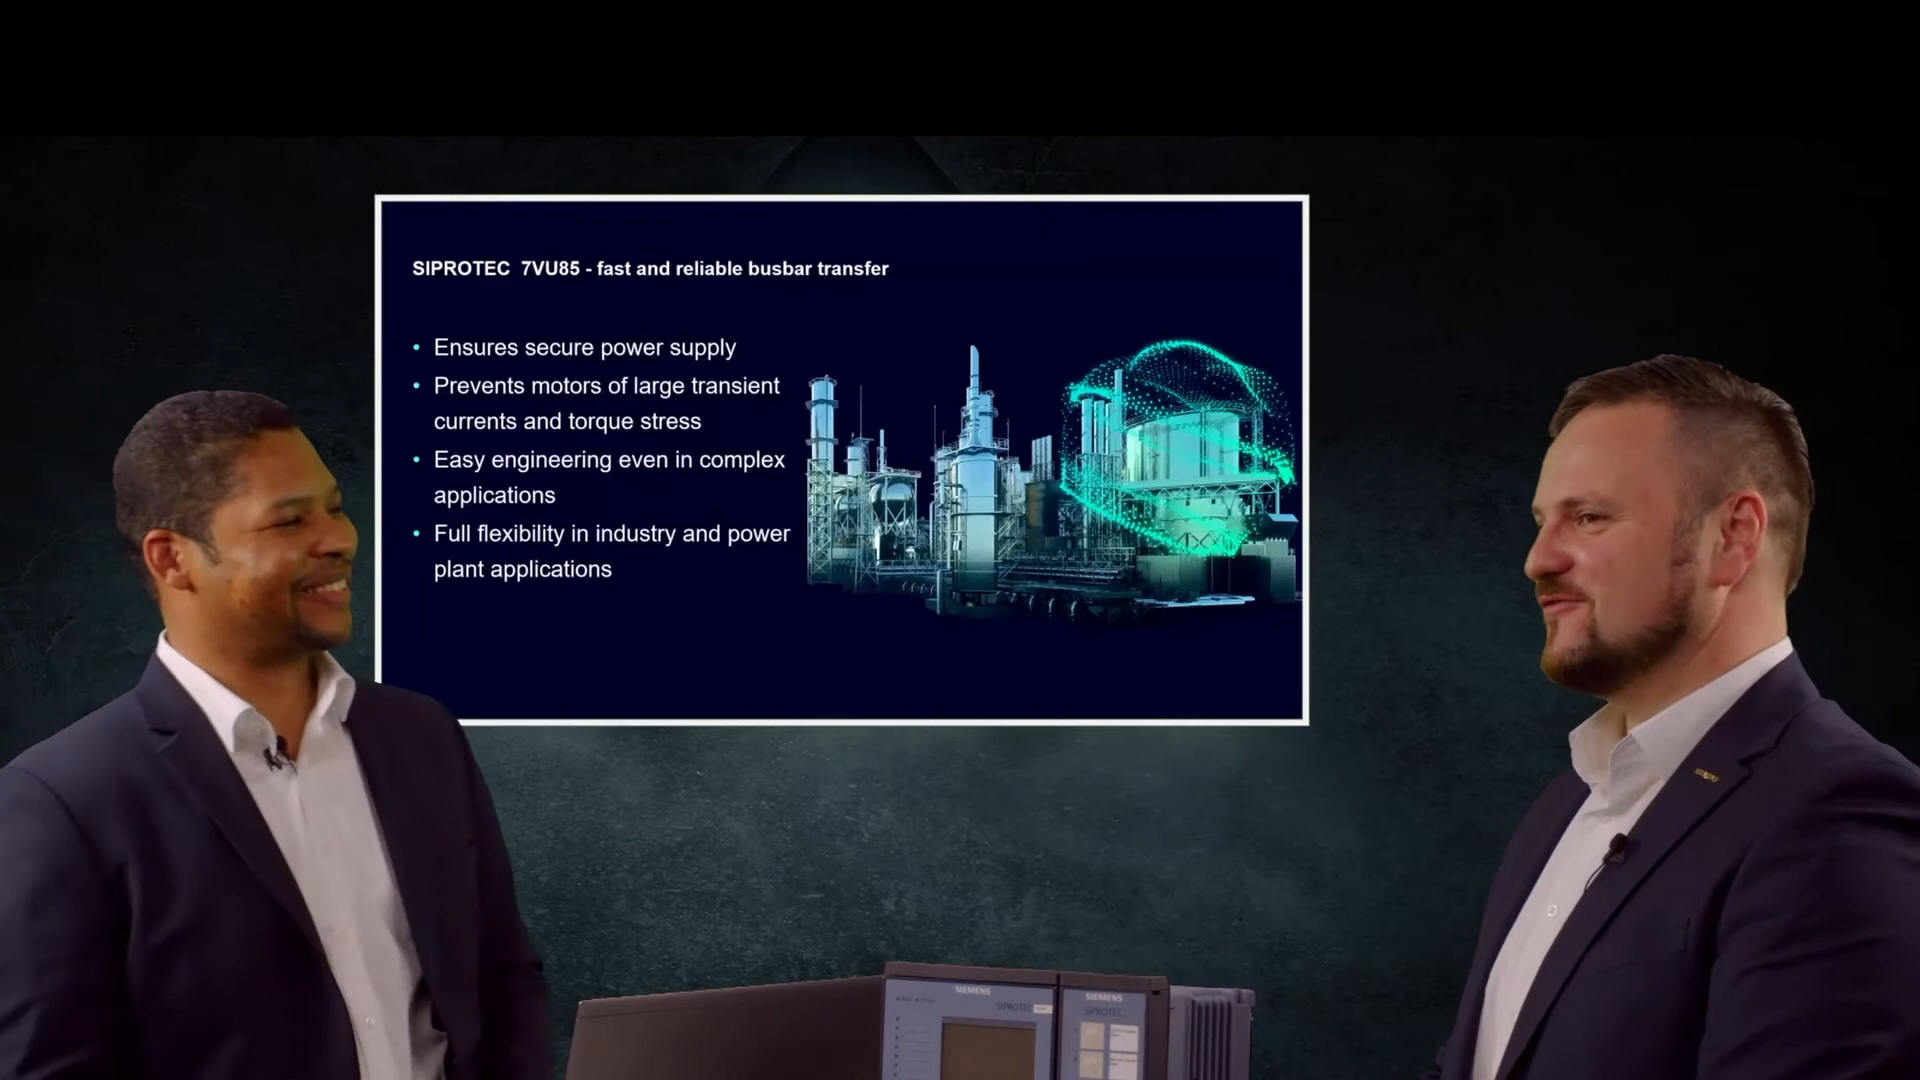 SIPROTEC 7VU85 - fast and reliable busbar transfer
• Ensures secure power supply
• Prevents motors of large transient
currents and torque stress
• Easy engineering even in complex
applications
• Full flexibility in industry and power
plant applications
SIEMENS
SIPROTEC
SIEMENS
SIPROTEC